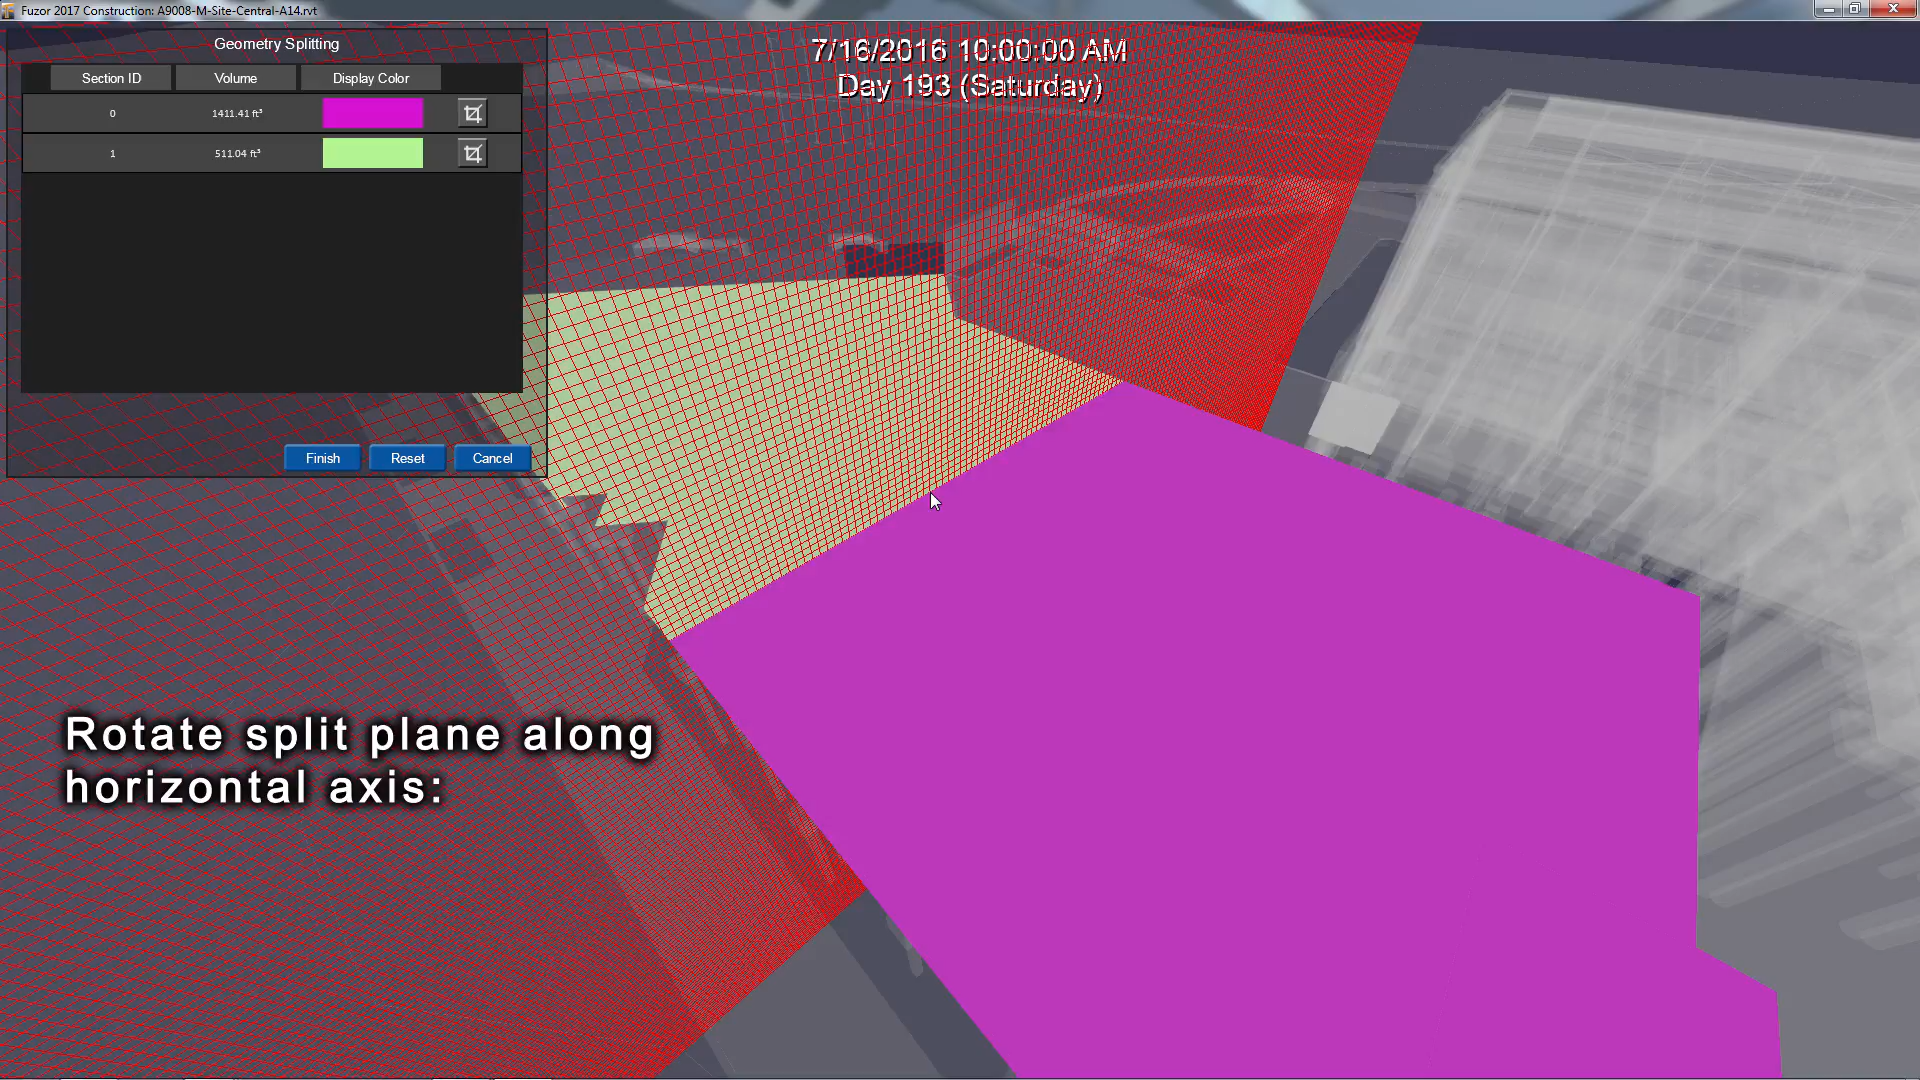 Fuzor 2017 Construction: A9008-M-Site-Central-A14.rvt
Geometry Splitting
Section ID Volume Display Color
0 1411.41 ft³
1 511.04 ft³
Finish Reset Cancel
7/16/2016 10:00:00 AM
Day 193 (Saturday)
Rotate split plane along
horizontal axis: